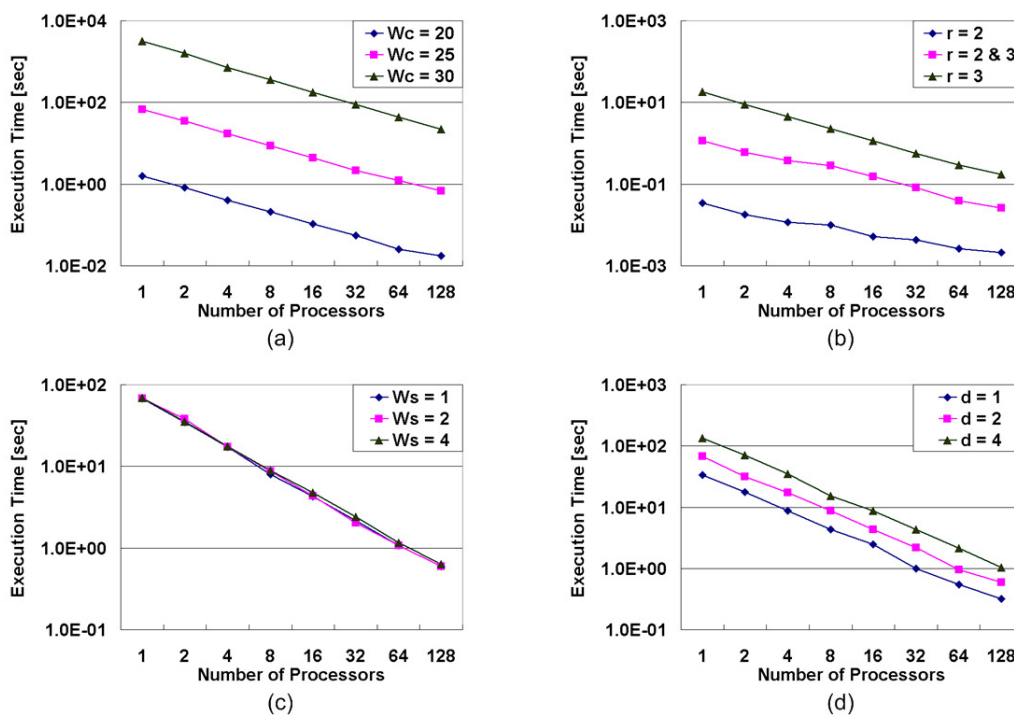 1.0E+04
1.0E+02
1.0E+00
1.0E-02
Execution Time [sec]
Wc = 20
Wc = 25
Wc = 30
1 2 4 8 16 32 64 128
Number of Processors
(a)
1.0E+03
1.0E+01
1.0E-01
1.0E-03
Execution Time [sec]
r = 2
r = 2 & 3
r = 3
1 2 4 8 16 32 64 128
Number of Processors
(b)
1.0E+02
1.0E+01
1.0E+00
1.0E-01
Execution Time [sec]
Ws = 1
Ws = 2
Ws = 4
1 2 4 8 16 32 64 128
Number of Processors
(c)
1.0E+03
1.0E+02
1.0E+01
1.0E+00
1.0E-01
Execution Time [sec]
d = 1
d = 2
d = 4
1 2 4 8 16 32 64 128
Number of Processors
(d)